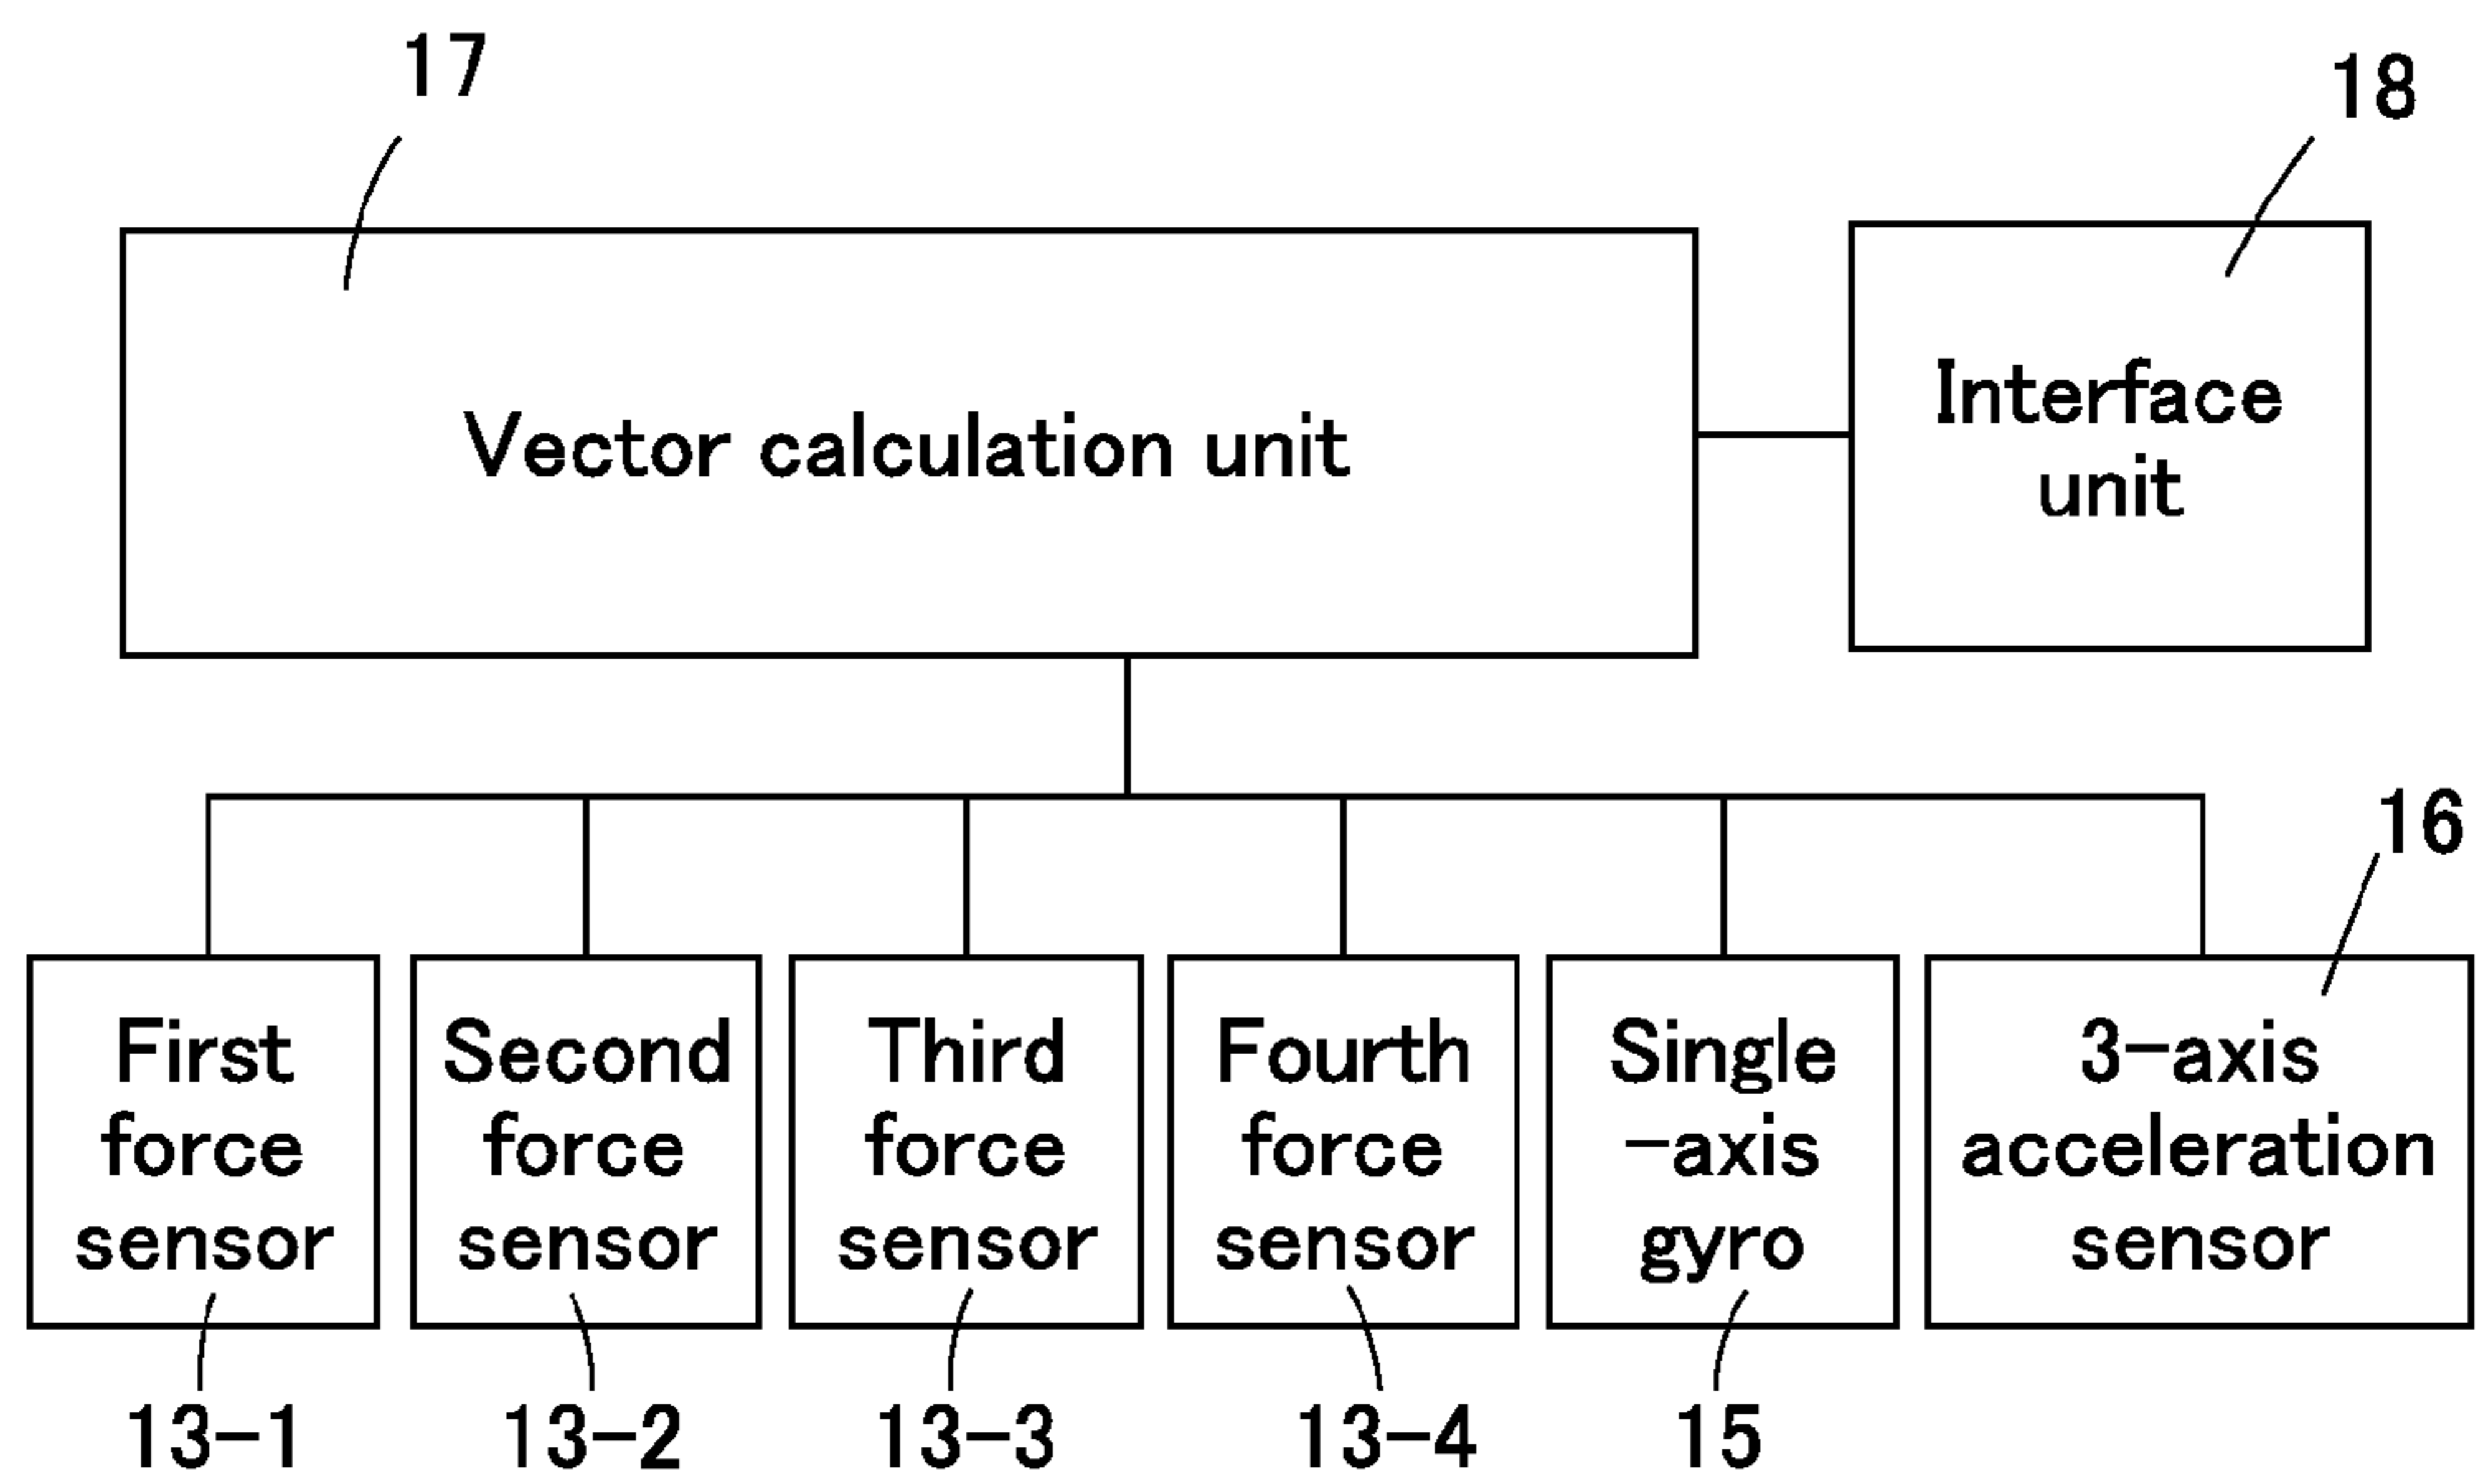 17
18
Vector calculation unit
Interface
unit
16
First
force
sensor
Second
force
sensor
Third
force
sensor
Fourth
force
sensor
Single
-axis
gyro
3-axis
acceleration
sensor
13-1
13-2
13-3
13-4
15